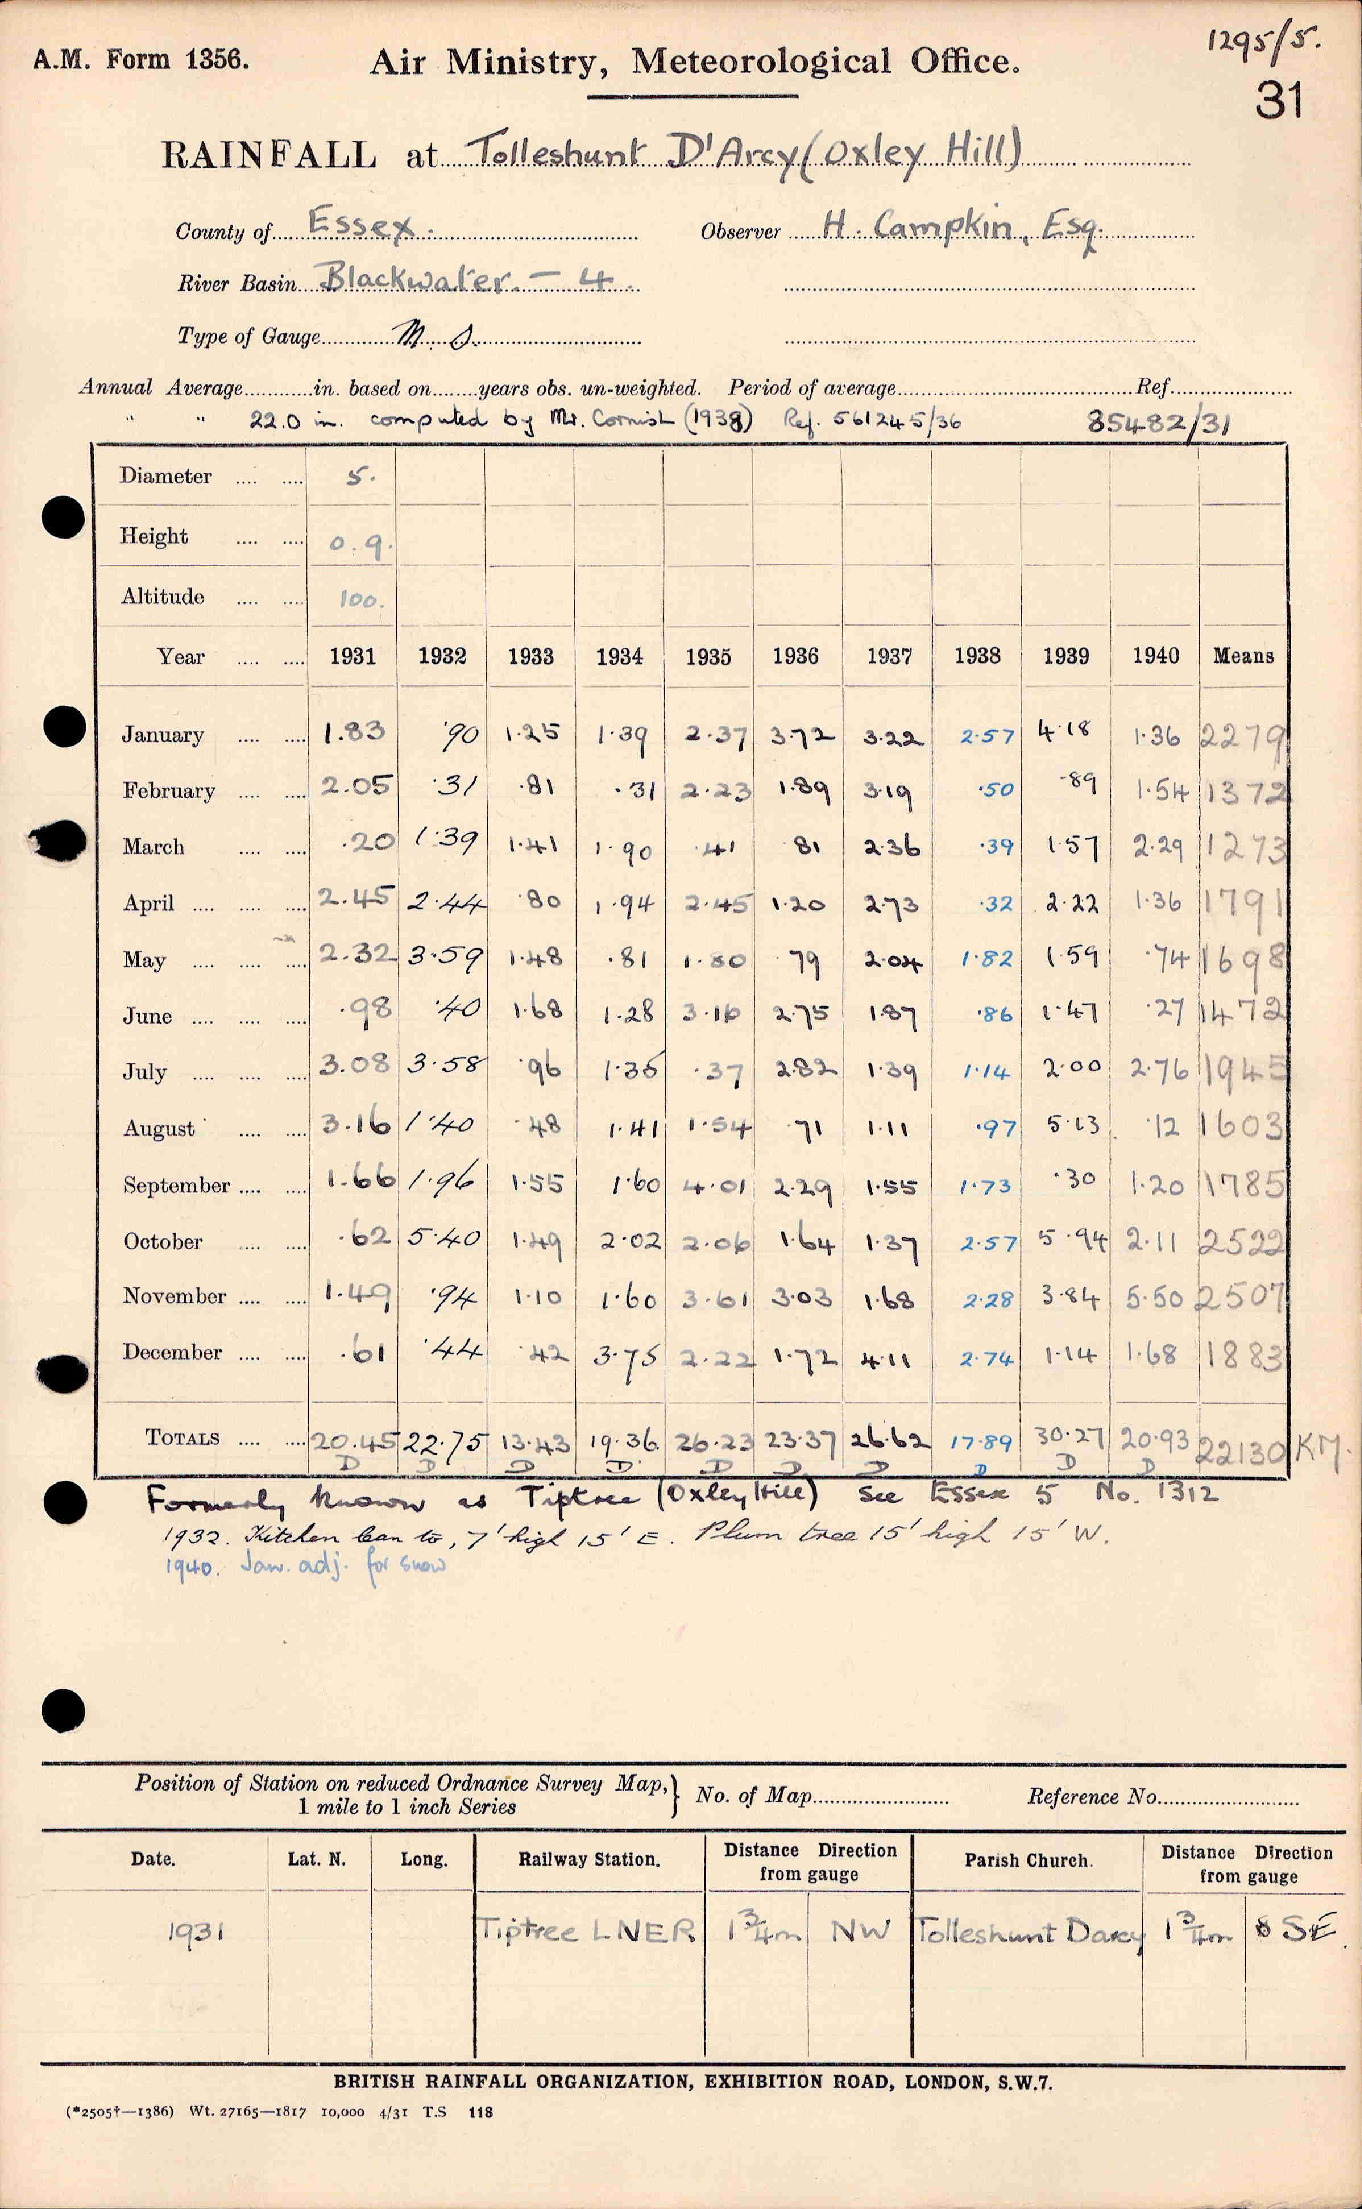 1295/5.
A.M. Form 1356. Air Ministry, Meteorological Office.
31
RAINFALL at Tolleshunt D'Arcy (Oxley Hill)
County of Essex. Observer H. Campkin, Esq.
River Basin Blackwater. - 4.
Type of Gauge M. O.
Annual Average in. based on years obs. un-weighted. Period of average Ref.
" " 22.0 in. computed by Mr. Cornish (1938) Ref. 561245/36 85482/31
Diameter 5.
Height 0.9.
Altitude 100.
Year 1931 1932 1933 1934 1935 1936 1937 1938 1939 1940 Means
January 1.83 .90 1.25 1.39 2.37 3.72 3.22 2.57 4.18 1.36 2279
February 2.05 .31 .81 .31 2.23 1.89 3.19 .50 .89 1.54 1372
March .20 1.39 1.41 1.90 .41 .81 2.36 .39 1.57 2.29 1273
April 2.45 2.44 .80 1.94 2.45 1.20 2.73 .32 2.22 1.36 1791
May 2.32 3.59 1.48 .81 1.80 .79 2.04 1.82 1.59 .74 1698
June .98 .40 1.68 1.28 3.16 2.75 1.87 .86 1.47 .27 1472
July 3.08 3.58 .96 1.35 .37 2.82 1.39 1.14 2.00 2.76 1945
August 3.16 1.40 .48 1.41 1.54 .71 1.11 .97 5.13 .12 1603
September 1.66 1.96 1.55 1.60 4.01 2.29 1.55 1.73 .30 1.20 1785
October .62 5.40 1.49 2.02 2.06 1.64 1.37 2.57 5.94 2.11 2522
November 1.49 .94 1.10 1.60 3.61 3.03 1.68 2.28 3.84 5.50 2507
December .61 .44 .42 3.75 2.22 1.72 4.11 2.74 1.14 1.68 1883
TOTALS 20.45 22.75 13.43 19.36 26.23 23.37 26.62 17.89 30.27 20.93 22130 KM.
D D D D D D D D D D
Formerly known as Tiptree (Oxley Hill) See Essex 5 No. 1312
1932. Kitchen lean to, 7' high 15' E. Plum tree 15' high 15' W.
1940. Jan. adj. for snow
Position of Station on reduced Ordnance Survey Map, 1 mile to 1 inch Series } No. of Map Reference No.
Date. Lat. N. Long. Railway Station. Distance Direction from gauge Parish Church. Distance Direction from gauge
1931 Tiptree LNER 1 3/4 m NW Tolleshunt Darcy 1 3/4 m SE.
BRITISH RAINFALL ORGANIZATION, EXHIBITION ROAD, LONDON, S.W.7.
(*2505†—1386) Wt. 27165—1817 10,000 4/31 T.S 118